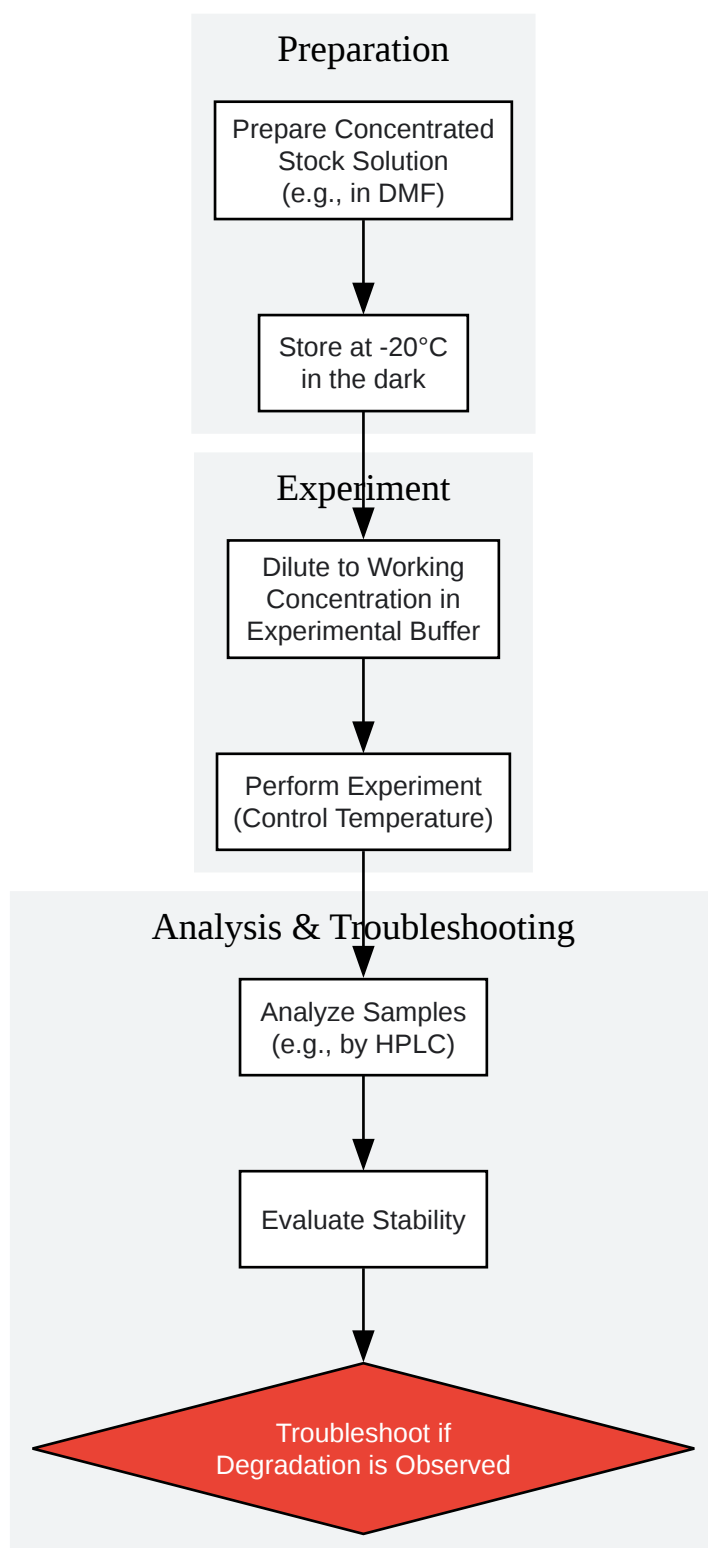 Preparation
Prepare Concentrated
Stock Solution
(e.g., in DMF)
Store at -20°C
in the dark
Experiment
Dilute to Working
Concentration in
Experimental Buffer
Perform Experiment
(Control Temperature)
Analysis & Troubleshooting
Analyze Samples
(e.g., by HPLC)
Evaluate Stability
Troubleshoot if
Degradation is Observed